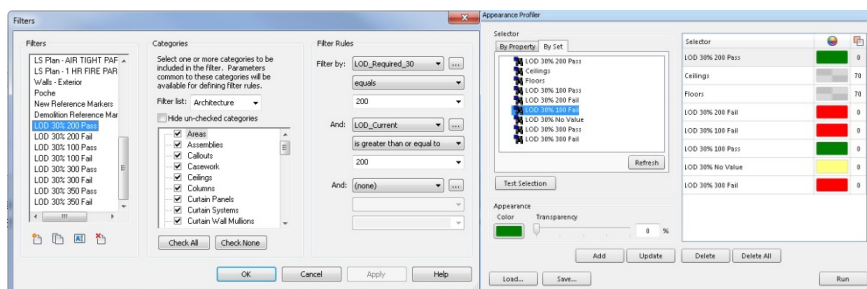 Filters
Filters
LS Plan - AIR TIGHT PAF
LS Plan - 1 HR FIRE PAR
Walls - Exterior
Poche
New Reference Markers
Demolition Reference Mar
LOD 30% 200 Pass
LOD 30% 200 Fail
LOD 30% 100 Pass
LOD 30% 100 Fail
LOD 30% 350 Pass
LOD 30% 350 Fail
Categories
Select one or more categories to be
included in the filter. Parameters
common to these categories will be
available for defining filter rules.
Filter list: Architecture
Hide un-checked categories
Areas
Assemblies
Callouts
Casework
Ceilings
Columns
Curtain Panels
Curtain Systems
Curtain Wall Mullions
Check All Check None
Filter Rules
Filter by: LOD_Required_30 ...
equals
200
And: LOD_Current ...
is greater than or equal to
200
And: (none) ...
OK Cancel Apply Help
Appearance Profiler
Selector
By Property By Set
LOD 30% 200 Pass
Ceilings
Floors
LOD 30% 100 Pass
LOD 30% 200 Fail
LOD 30% 100 Fail
LOD 30% No Value
LOD 30% 300 Pass
LOD 30% 300 Fail
Refresh
Test Selection
Appearance
Color Transparency
0 %
Add Update Delete Delete All
Load... Save... Run
Selector
LOD 30% 200 Pass 0
Ceilings 70
Floors 70
LOD 30% 200 Fail 0
LOD 30% 100 Fail 0
LOD 30% 100 Pass 0
LOD 30% No Value 0
LOD 30% 300 Fail 0